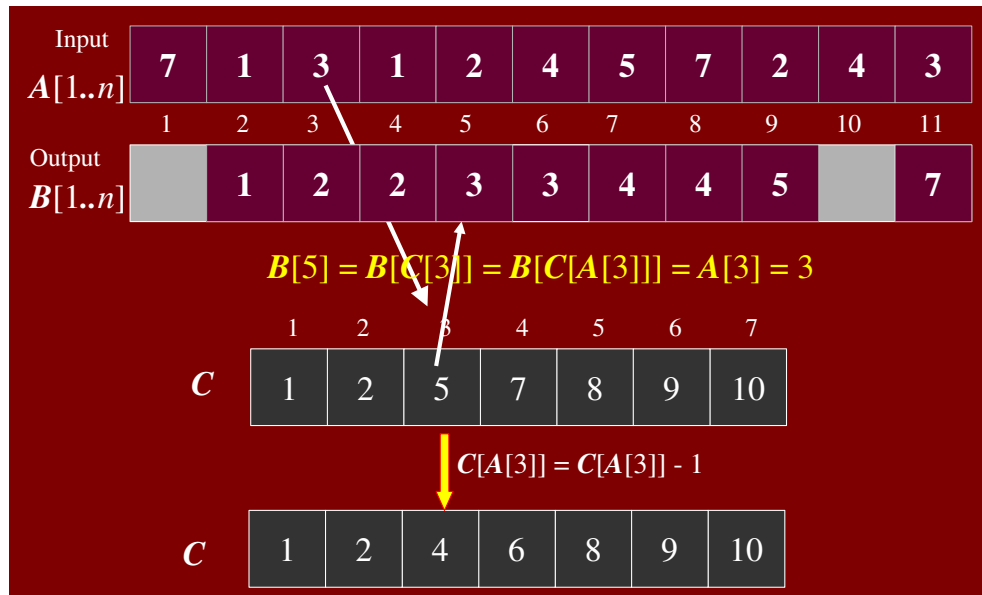 Input
A[1..n]
7 1 3 1 2 4 5 7 2 4 3
1 2 3 4 5 6 7 8 9 10 11
Output
B[1..n]
1 2 2 3 3 4 4 5 7
B[5] = B[C[3]] = B[C[A[3]]] = A[3] = 3
1 2 3 4 5 6 7
C 1 2 5 7 8 9 10
C[A[3]] = C[A[3]] - 1
C 1 2 4 6 8 9 10